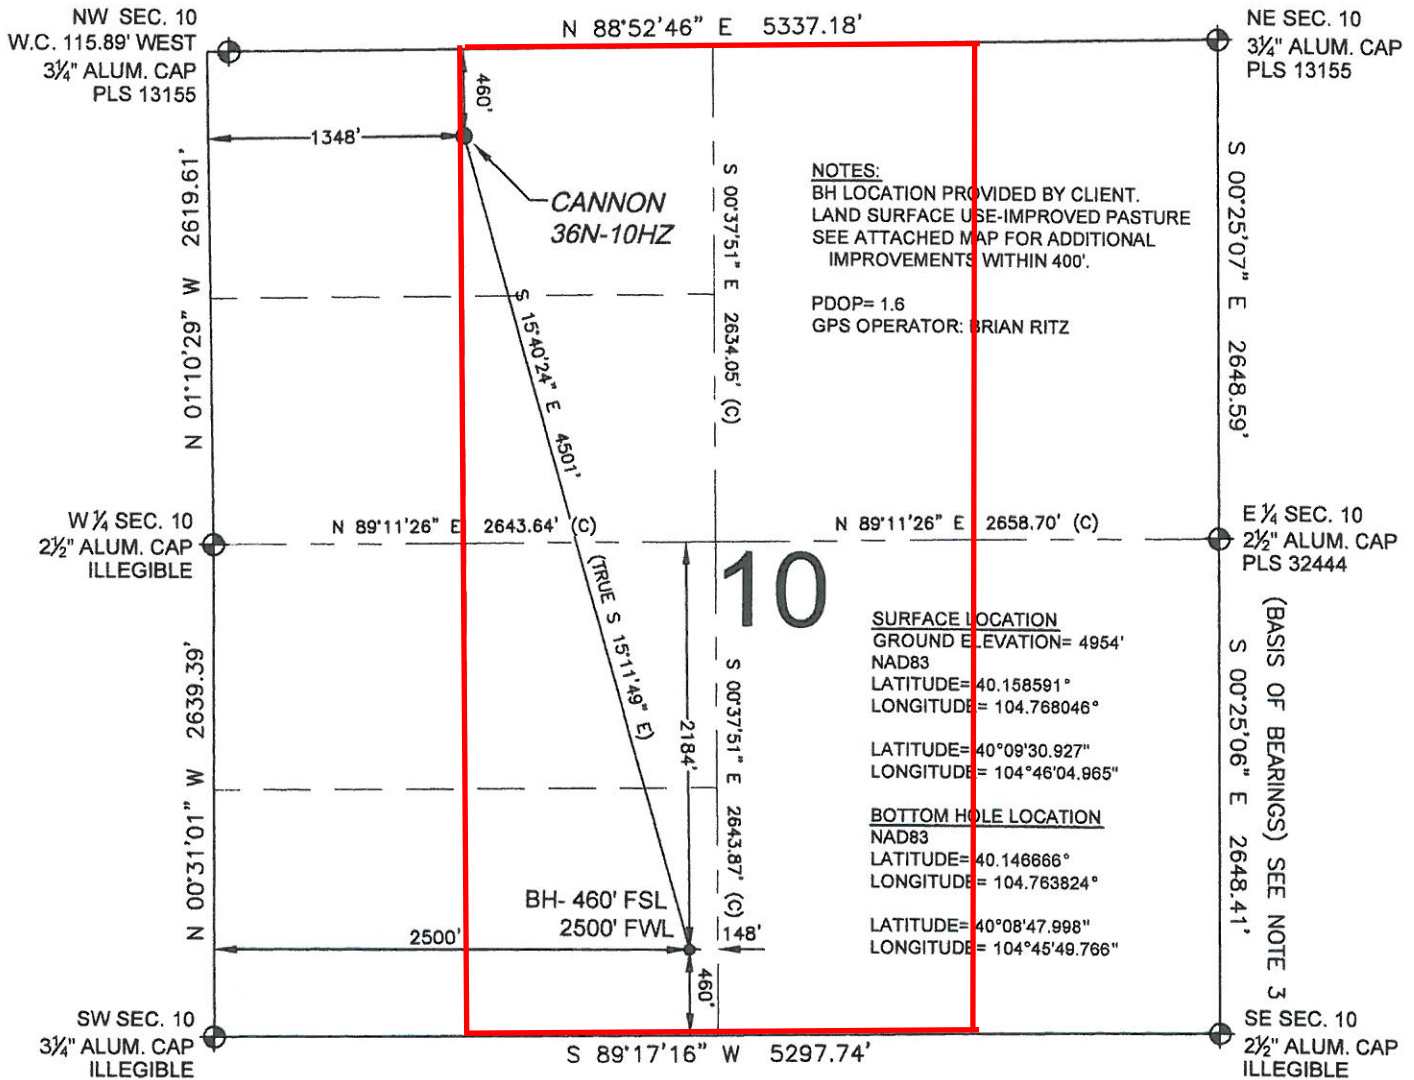 NW SEC. 10
W.C. 115.89' WEST
3¼" ALUM. CAP
PLS 13155
N 88°52'46" E 5337.18'
NE SEC. 10
3¼" ALUM. CAP
PLS 13155
460'
1348'
CANNON
36N-10HZ
N 01°10'29" W 2619.61'
S 00°37'51" E 2634.05' (C)
NOTES:
BH LOCATION PROVIDED BY CLIENT.
LAND SURFACE USE-IMPROVED PASTURE
SEE ATTACHED MAP FOR ADDITIONAL
IMPROVEMENTS WITHIN 400'.
PDOP= 1.6
GPS OPERATOR: BRIAN RITZ
S 00°25'07" E 2648.59'
S 15°40'24" E 4501'
(TRUE S 15°11'49" E)
W ¼ SEC. 10
2½" ALUM. CAP
ILLEGIBLE
N 89°11'26" E 2643.64' (C)
N 89°11'26" E 2658.70' (C)
E ¼ SEC. 10
2½" ALUM. CAP
PLS 32444
10
N 00°31'01" W 2639.39'
2184'
S 00°37'51" E 2643.87' (C)
SURFACE LOCATION
GROUND ELEVATION= 4954'
NAD83
LATITUDE= 40.158591°
LONGITUDE= 104.768046°
LATITUDE= 40°09'30.927"
LONGITUDE= 104°46'04.965"
BOTTOM HOLE LOCATION
NAD83
LATITUDE= 40.146666°
LONGITUDE= 104.763824°
LATITUDE= 40°08'47.998"
LONGITUDE= 104°45'49.766"
S 00°25'06" E 2648.41'
(BASIS OF BEARINGS) SEE NOTE 3
BH- 460' FSL
2500' FWL
2500'
148'
460'
SW SEC. 10
3¼" ALUM. CAP
ILLEGIBLE
S 89°17'16" W 5297.74'
SE SEC. 10
2½" ALUM. CAP
ILLEGIBLE